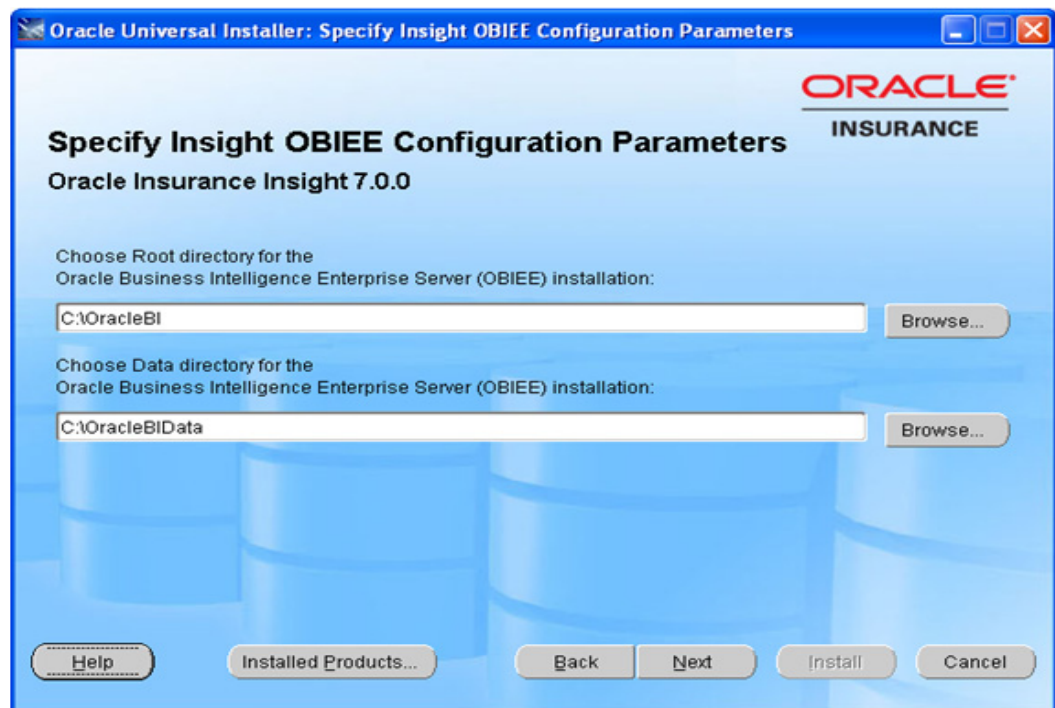 Oracle Universal Installer: Specify Insight OBIEE Configuration Parameters
ORACLE
INSURANCE
Specify Insight OBIEE Configuration Parameters
Oracle Insurance Insight 7.0.0
Choose Root directory for the
Oracle Business Intelligence Enterprise Server (OBIEE) installation:
C:\OracleBI
Browse...
Choose Data directory for the
Oracle Business Intelligence Enterprise Server (OBIEE) installation:
C:\OracleBIData
Browse...
Help
Installed Products...
Back
Next
Install
Cancel